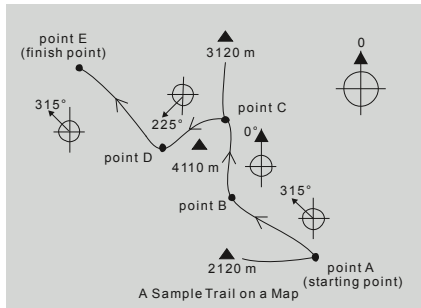 point E
(finish point)
3120 m
0
315°
225°
point C
0°
point D
4110 m
315°
point B
2120 m
point A
(starting point)
A Sample Trail on a Map